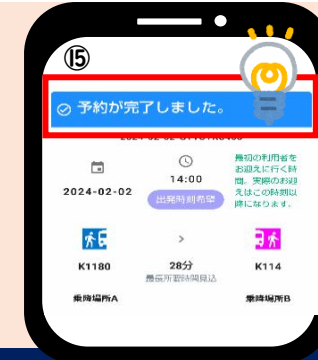 ⑮
予約が完了しました。
2024-02-02
14:00
出発時刻希望
最初の利用者を
お迎えに行く時
間。実際のお迎
えはこの時刻以
降になります。
K1180
>
28分
K114
最長所要時間見込
乗降場所A
乗降場所B